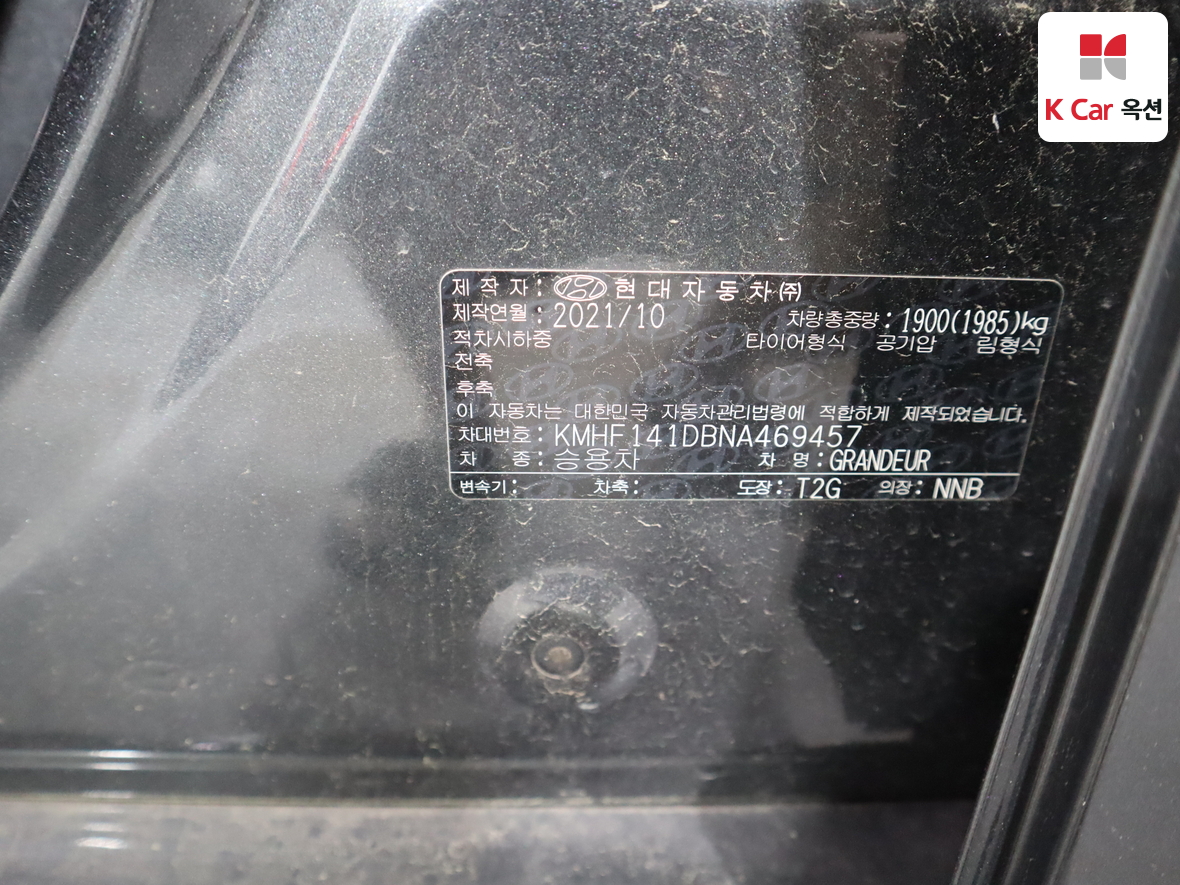 K Car 옥션
제 작 자 : 현 대 자 동 차 ㈜
제작연월 : 2021/10 차량총중량 : 1900(1985)kg
적차시하중 타이어형식 공기압 림형식
전축
후축
이 자동차는 대한민국 자동차관리법령에 적합하게 제작되었습니다.
차대번호 : KMHF141DBNA469457
차 종 : 승용차 차 명 : GRANDEUR
변속기 : 차축 : 도장 : T2G 의장 : NNB